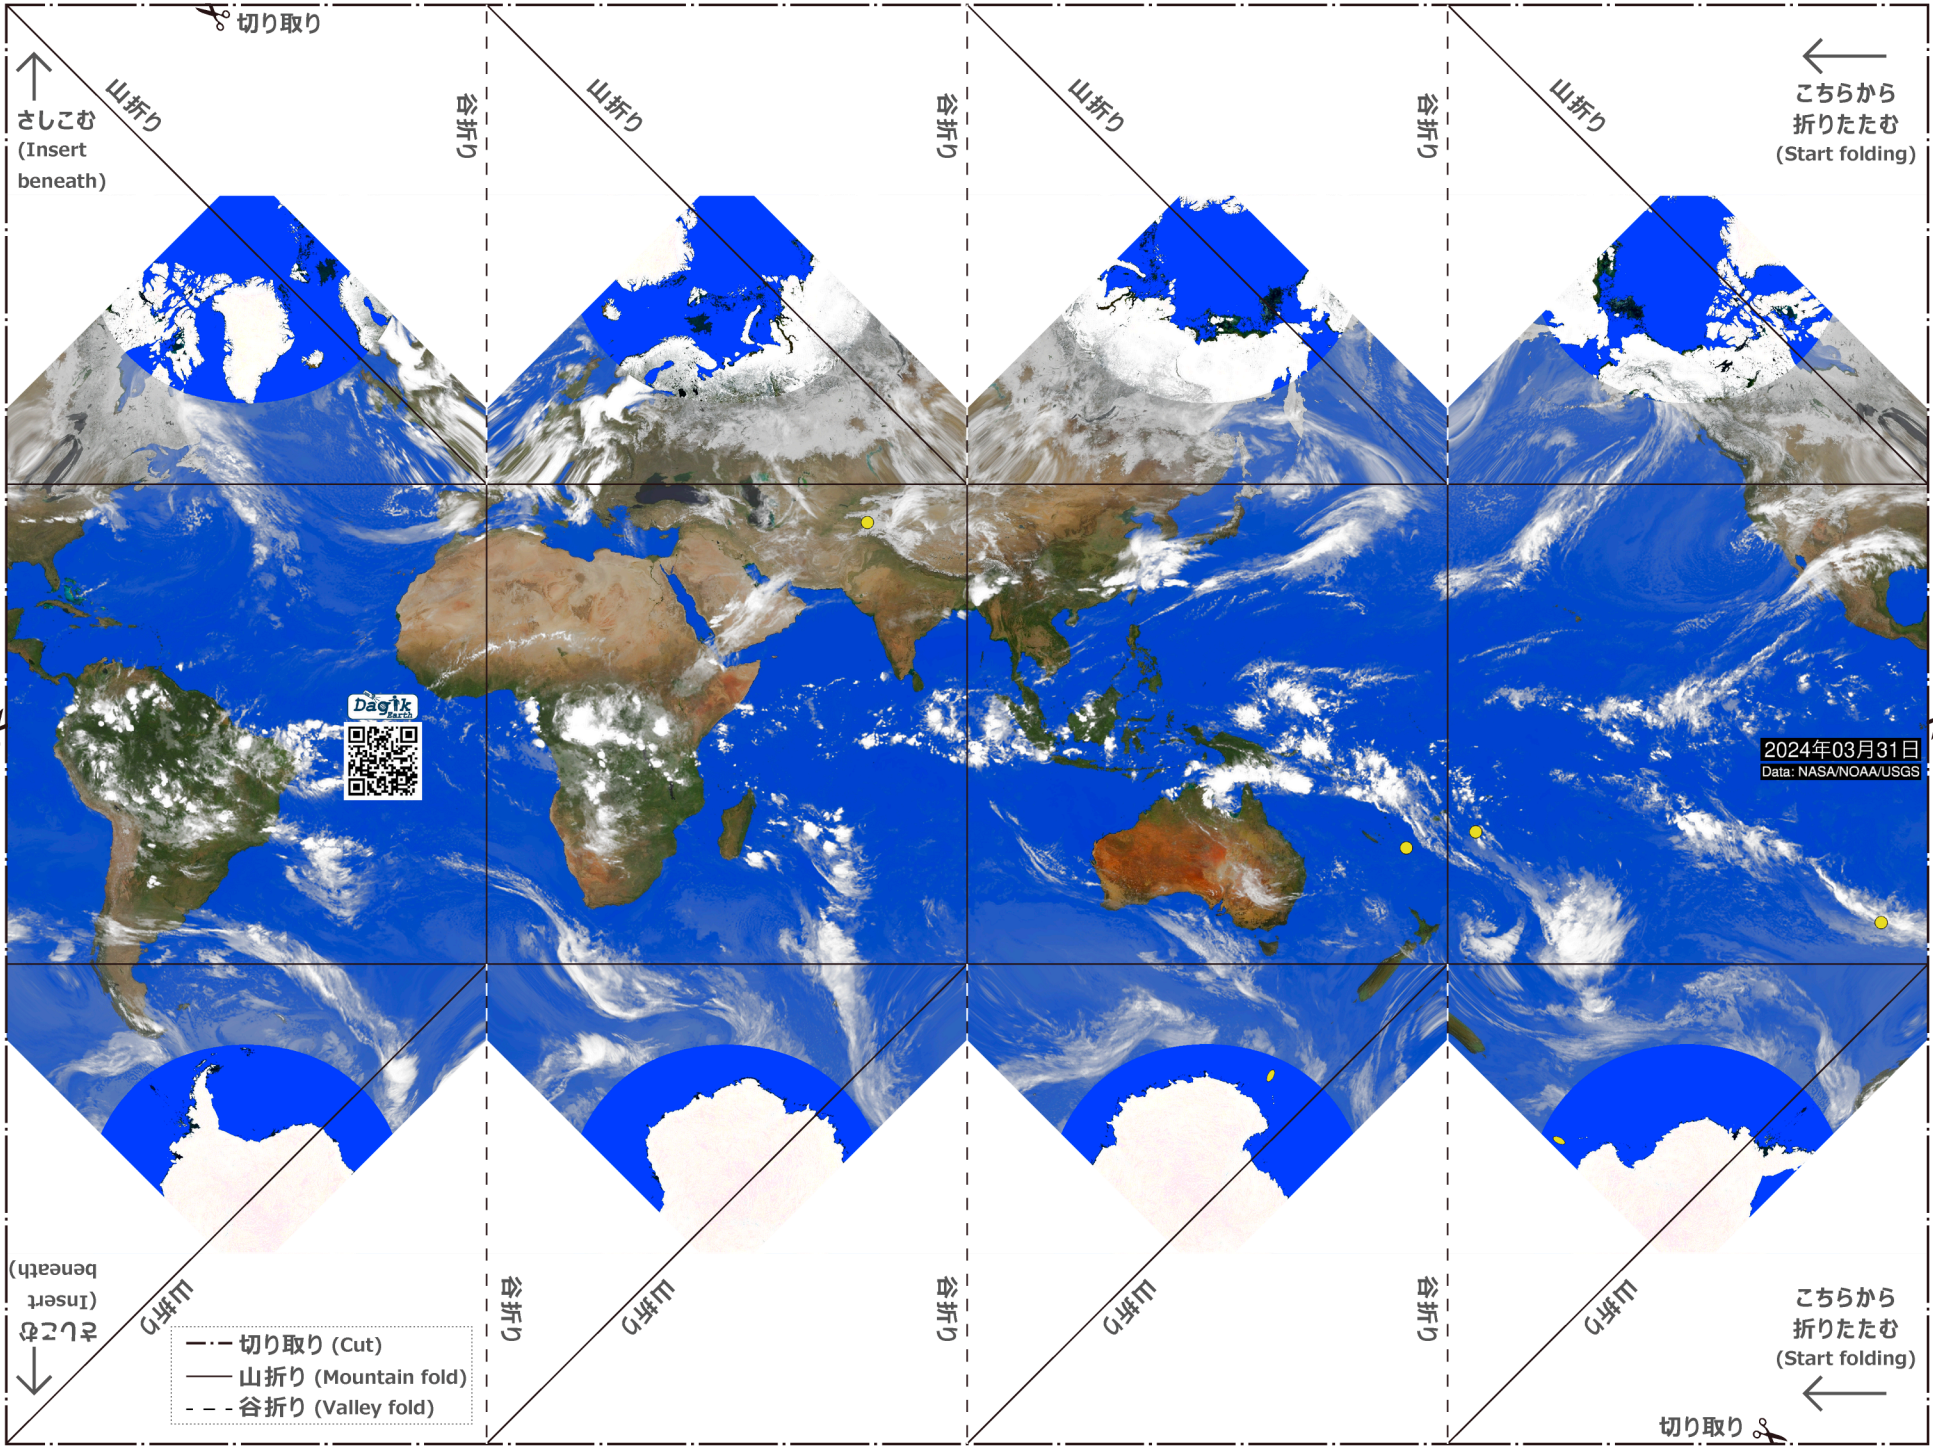 切り取り
山折り
谷折り
山折り
谷折り
山折り
谷折り
山折り
さしこむ
(Insert
beneath)
こちらから
折りたたむ
(Start folding)
Dagik
Earth
2024年03月31日
Data: NASA/NOAA/USGS
さしこむ
(Insert
beneath)
山折り
谷折り
山折り
谷折り
山折り
谷折り
山折り
こちらから
折りたたむ
(Start folding)
切り取り (Cut)
山折り (Mountain fold)
谷折り (Valley fold)
切り取り